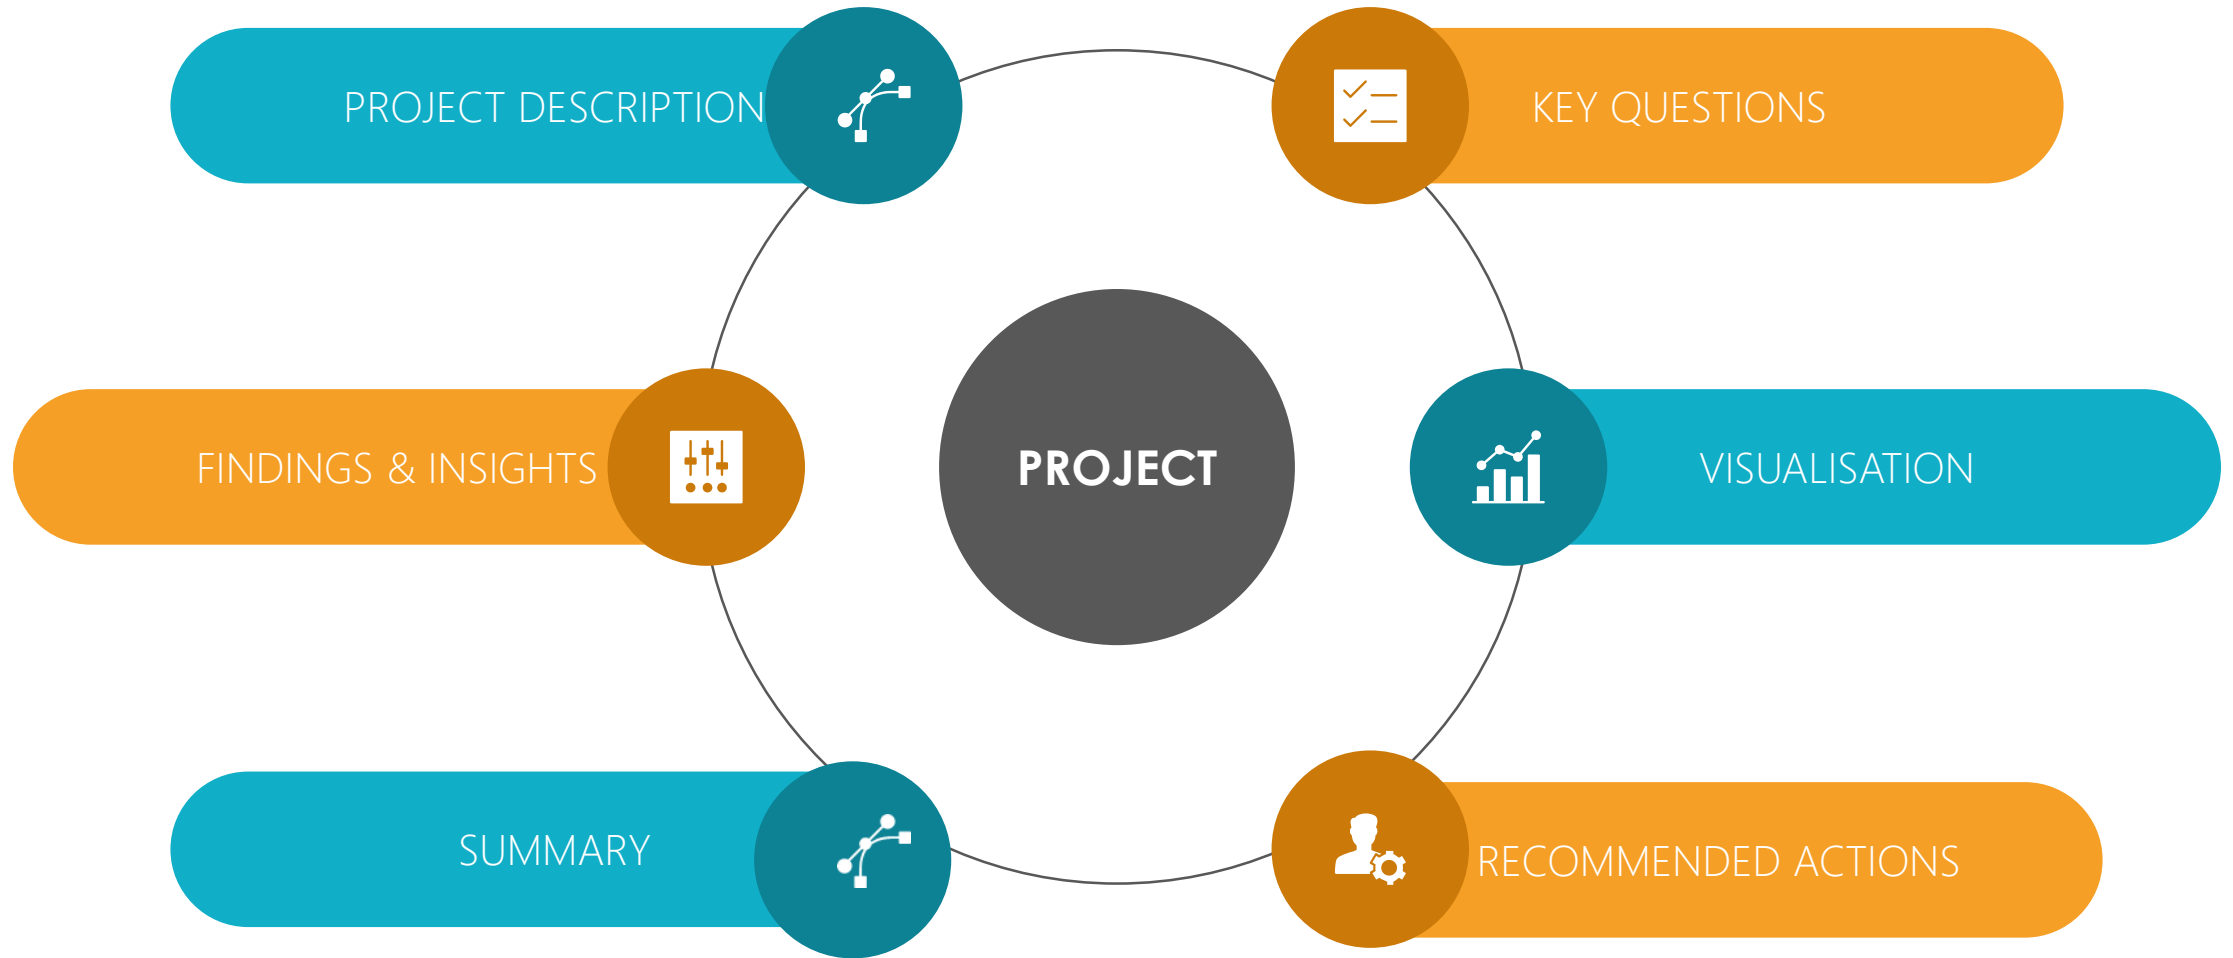 PROJECT DESCRIPTION
KEY QUESTIONS
FINDINGS & INSIGHTS
PROJECT
VISUALISATION
SUMMARY
RECOMMENDED ACTIONS